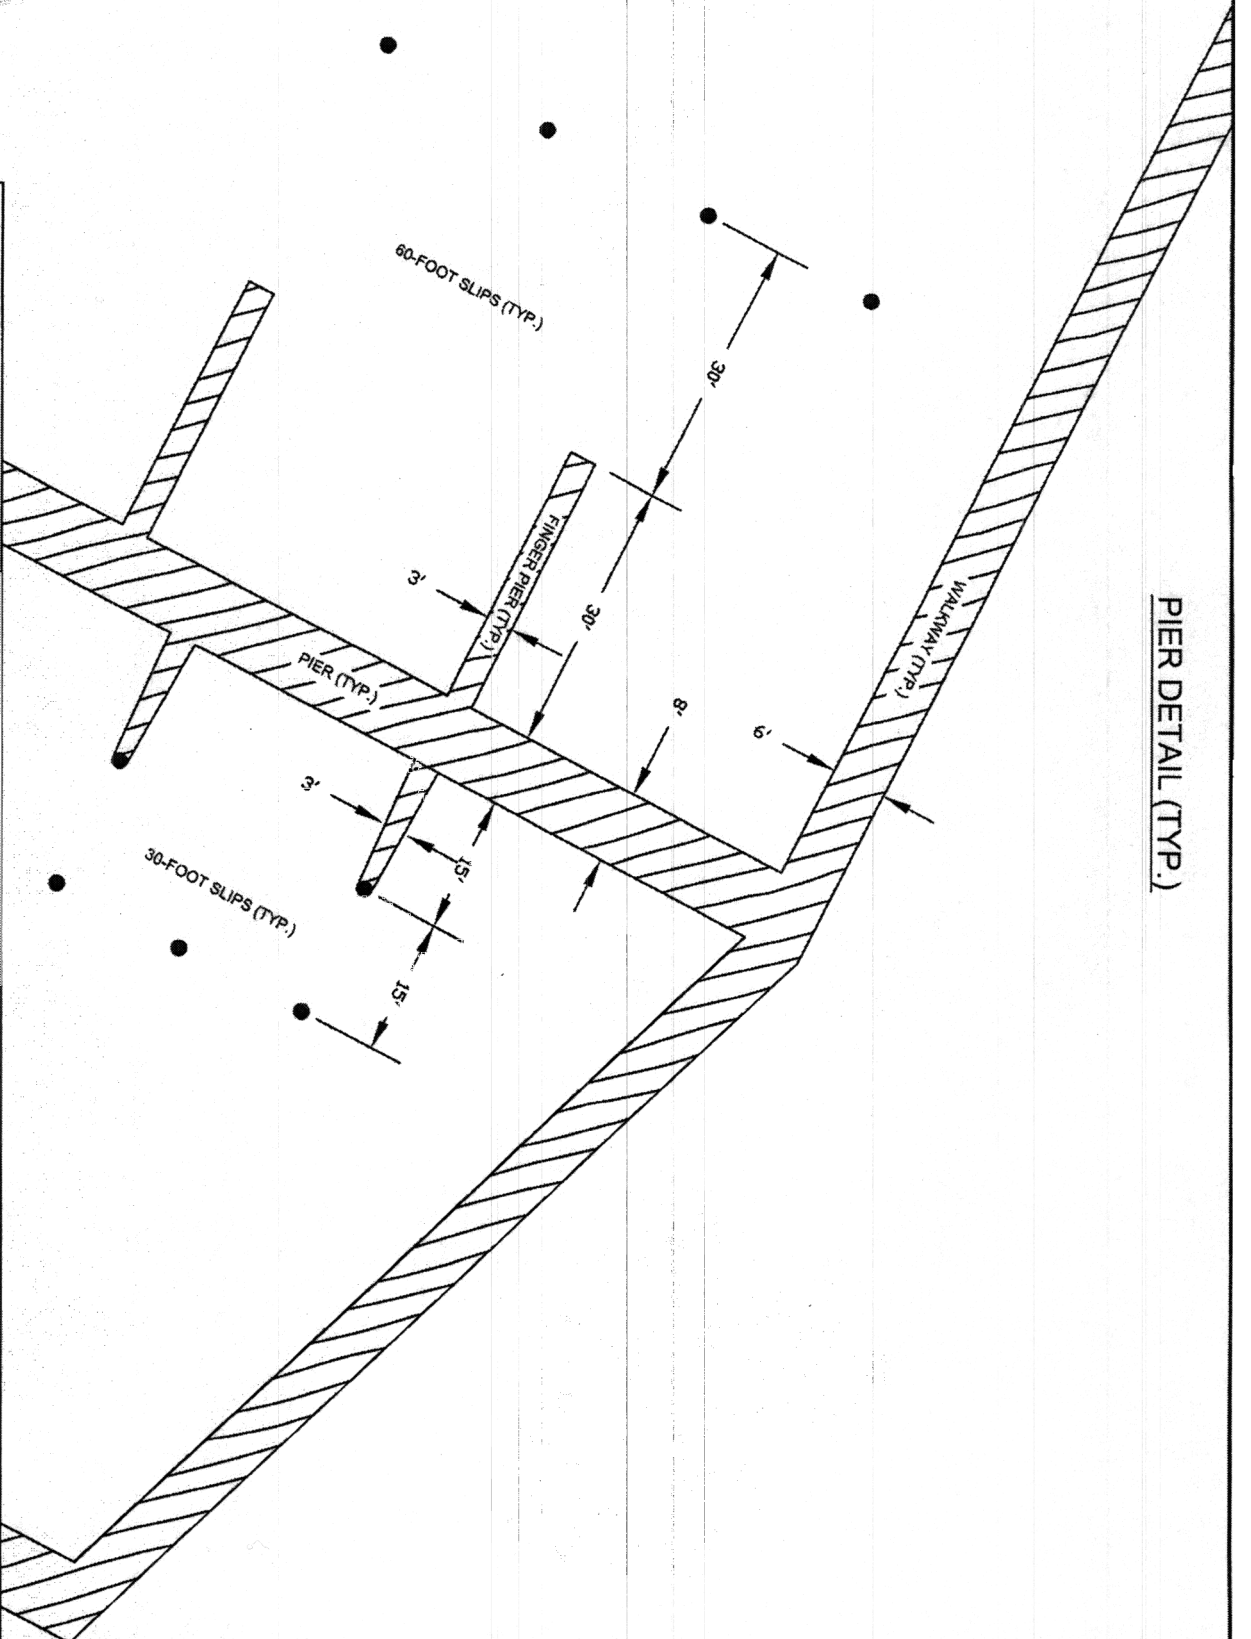 PIER DETAIL (TYP.)
WALKWAY (TYP.)
6'
8'
30'
30'
60-FOOT SLIPS (TYP.)
FINGER PIER (TYP.)
3'
PIER (TYP.)
3'
15'
15'
30-FOOT SLIPS (TYP.)